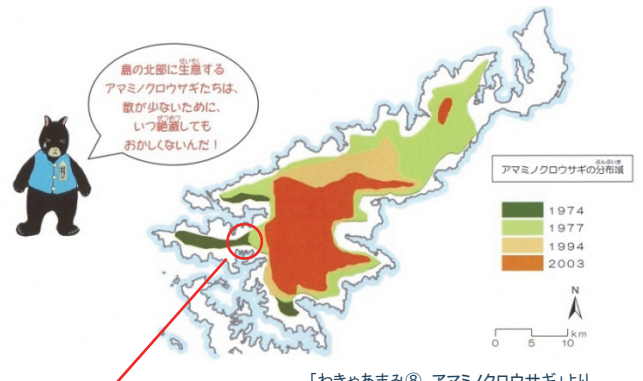 島の北部に生息する
アマミノクロウサギたちは、
数が少ないために、
いつ絶滅しても
おかしくないんだ！
アマミノクロウサギの分布域
1974
1977
1994
2003
N
0 5 10 km
「わきゃあまみ⑧ アマミノクロウサギ」より